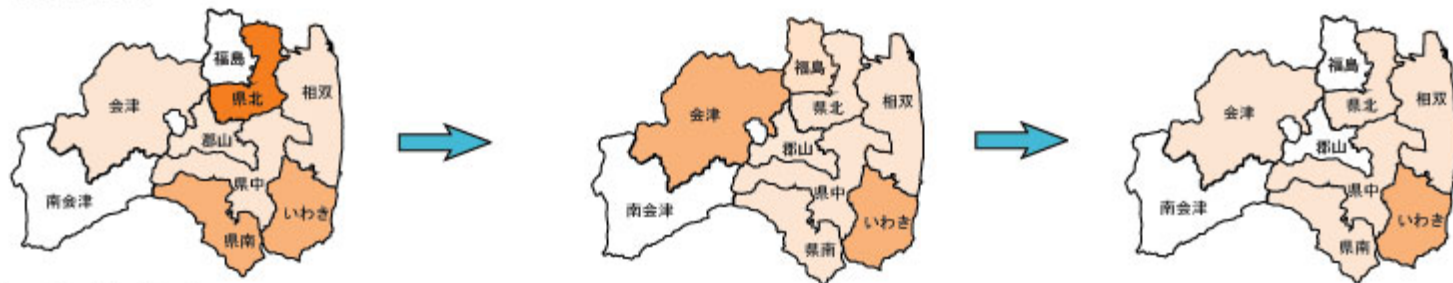 福島
県北
相双
会津
郡山
県中
南会津
いわき
県南
福島
県北
相双
会津
郡山
県中
南会津
いわき
県南
福島
県北
相双
会津
郡山
県中
南会津
いわき
県南